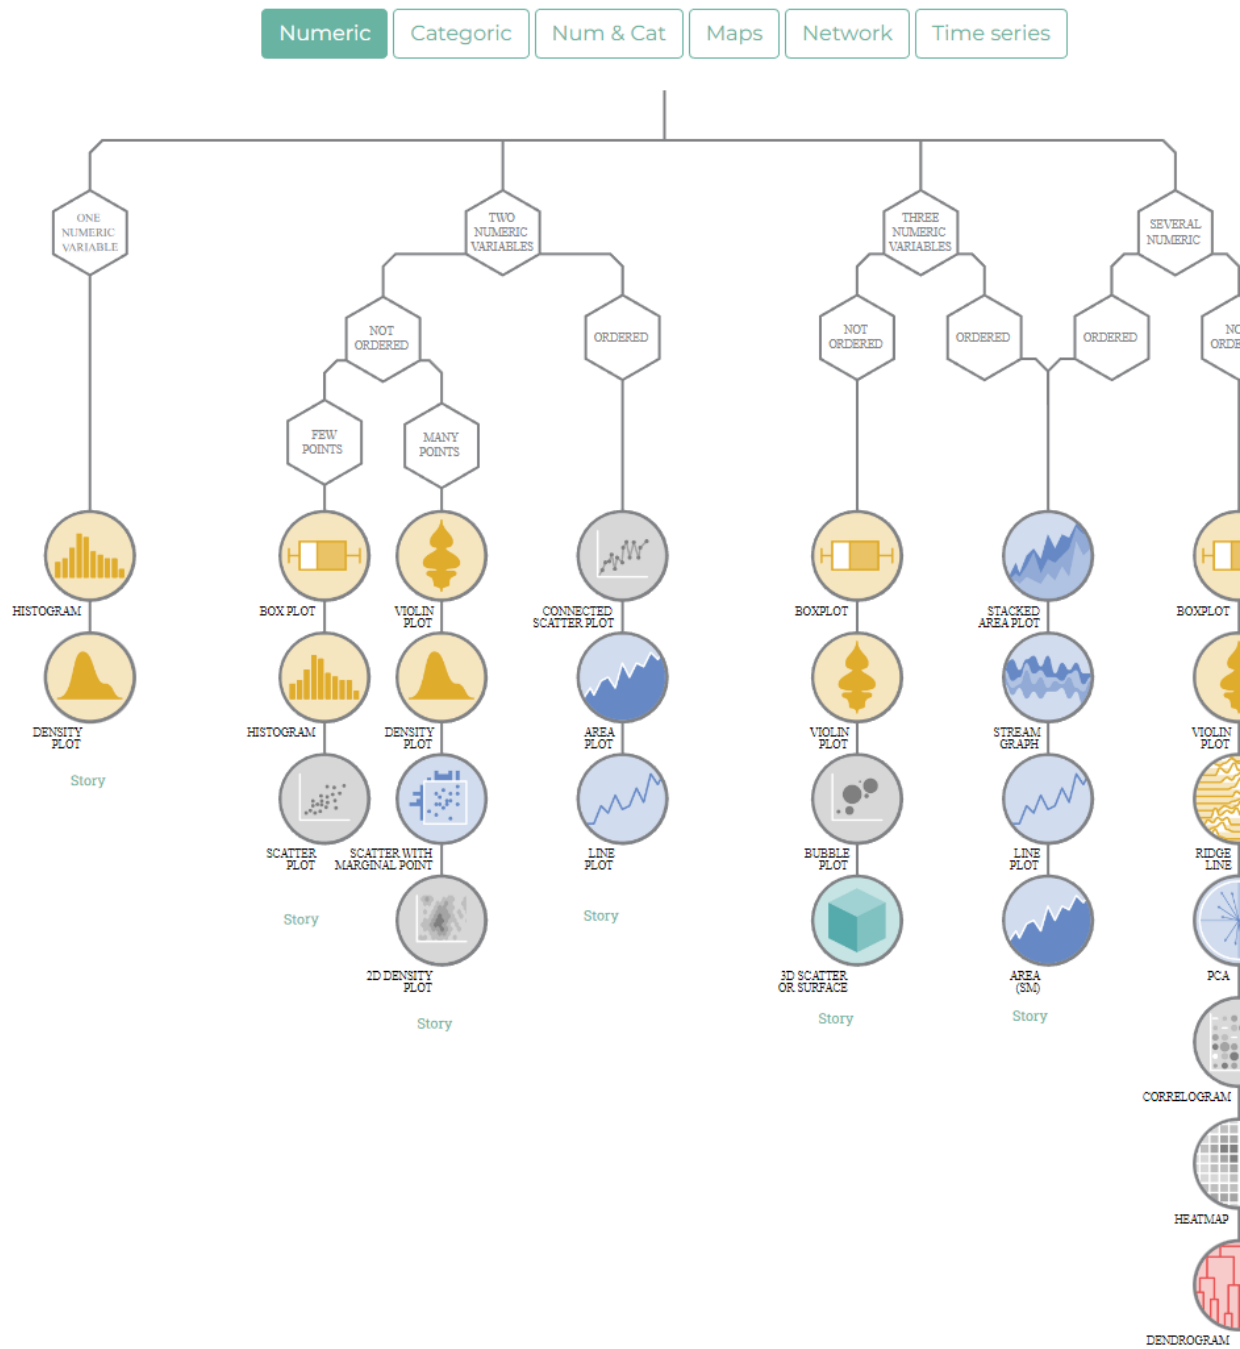 Numeric
Categoric
Num & Cat
Maps
Network
Time series
ONE
NUMERIC
VARIABLE
TWO
NUMERIC
VARIABLES
THREE
NUMERIC
VARIABLES
SEVERAL
NUMERIC
NOT
ORDERED
ORDERED
NOT
ORDERED
ORDERED
ORDERED
FEW
POINTS
MANY
POINTS
HISTOGRAM
DENSITY
PLOT
Story
BOX PLOT
HISTOGRAM
SCATTER
PLOT
Story
VIOLIN
PLOT
DENSITY
PLOT
SCATTER WITH
MARGINAL POINT
2D DENSITY
PLOT
Story
CONNECTED
SCATTER PLOT
AREA
PLOT
LINE
PLOT
Story
BOXPLOT
VIOLIN
PLOT
BUBBLE
PLOT
3D SCATTER
OR SURFACE
Story
STACKED
AREA PLOT
STREAM
GRAPH
LINE
PLOT
AREA
(SM)
Story
BOXPLOT
VIOLIN
PLOT
RIDGE
LINE
PCA
CORRELOGRAM
HEATMAP
DENDROGRAM